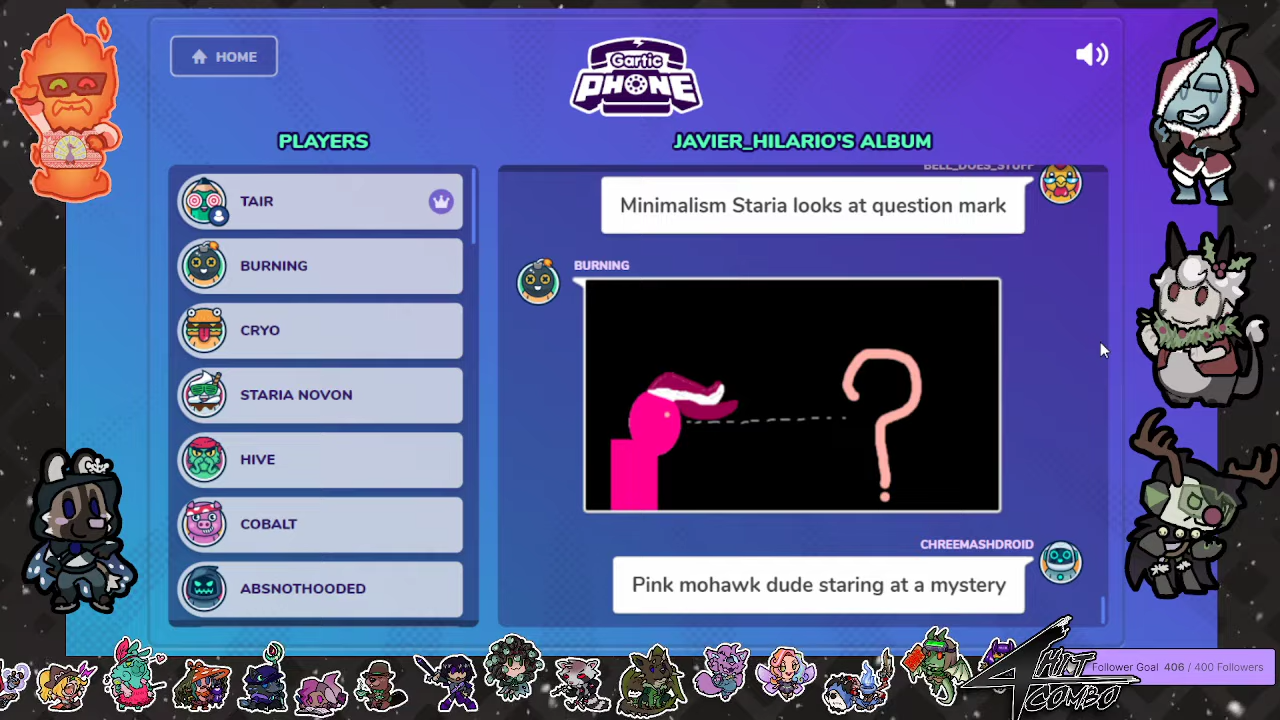 HOME
Gartic
PHONE
PLAYERS
JAVIER_HILARIO'S ALBUM
TAIR
BURNING
CRYO
STARIA NOVON
HIVE
COBALT
ABSNOTHOODED
BELL_DOES_STUFF
Minimalism Staria looks at question mark
BURNING
?
CHREEMASHDROID
Pink mohawk dude staring at a mystery
4 HIT
COMBO
Follower Goal 406 / 400 Followers